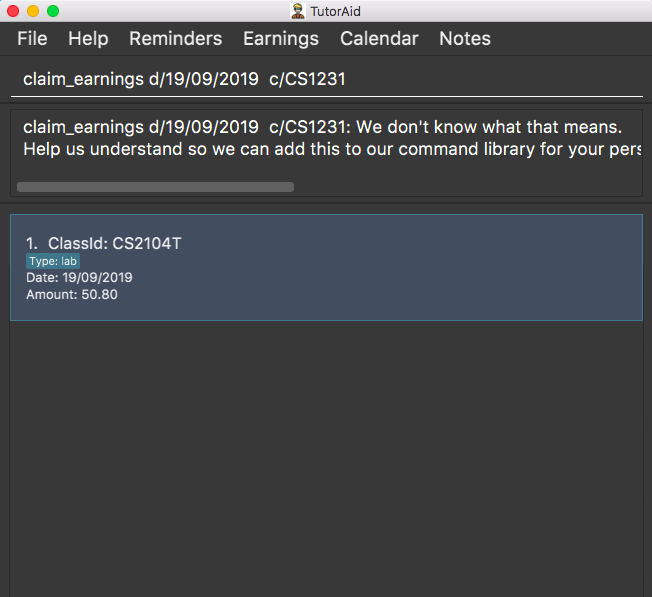 TutorAid
File Help Reminders Earnings Calendar Notes
claim_earnings d/19/09/2019  c/CS1231
claim_earnings d/19/09/2019  c/CS1231: We don't know what that means.
Help us understand so we can add this to our command library for your pers
1.  ClassId: CS2104T
Type: lab
Date: 19/09/2019
Amount: 50.80